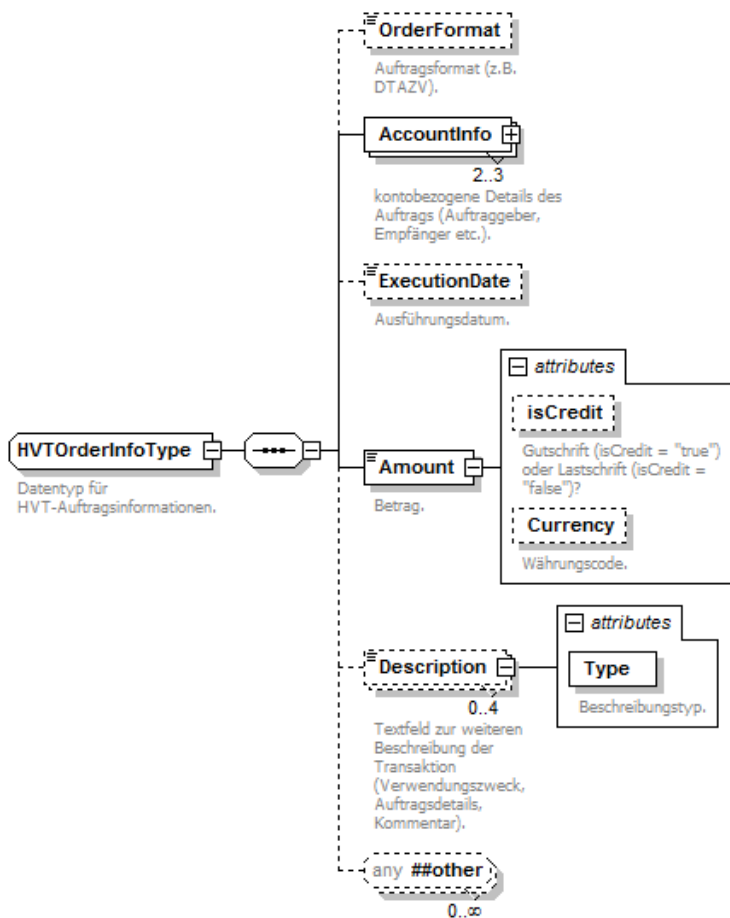 OrderFormat
Auftragsformat (z.B.
DTAZV).
AccountInfo
2..3
kontobezogene Details des
Auftrags (Auftraggeber,
Empfänger etc.).
ExecutionDate
Ausführungsdatum.
HVTOrderInfoType
Datentyp für
HVT-Auftragsinformationen.
Amount
Betrag.
attributes
isCredit
Gutschrift (isCredit = "true")
oder Lastschrift (isCredit =
"false")?
Currency
Währungscode.
Description
0..4
Textfeld zur weiteren
Beschreibung der
Transaktion
(Verwendungszweck,
Auftragsdetails,
Kommentar).
attributes
Type
Beschreibungstyp.
any ##other
0..∞